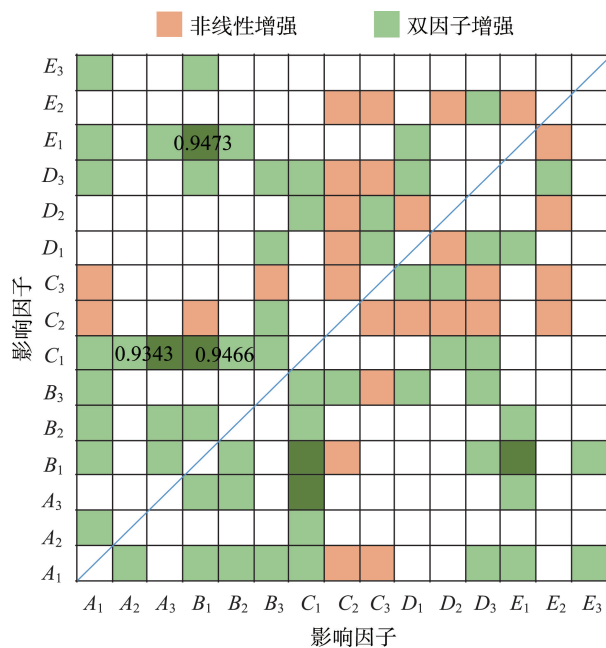 非线性增强 双因子增强
E₃
E₂
E₁ 0.9473
D₃
D₂
D₁
C₃
C₂
C₁ 0.9343 0.9466
B₃
B₂
B₁
A₃
A₂
A₁
影响因子
A₁ A₂ A₃ B₁ B₂ B₃ C₁ C₂ C₃ D₁ D₂ D₃ E₁ E₂ E₃
影响因子